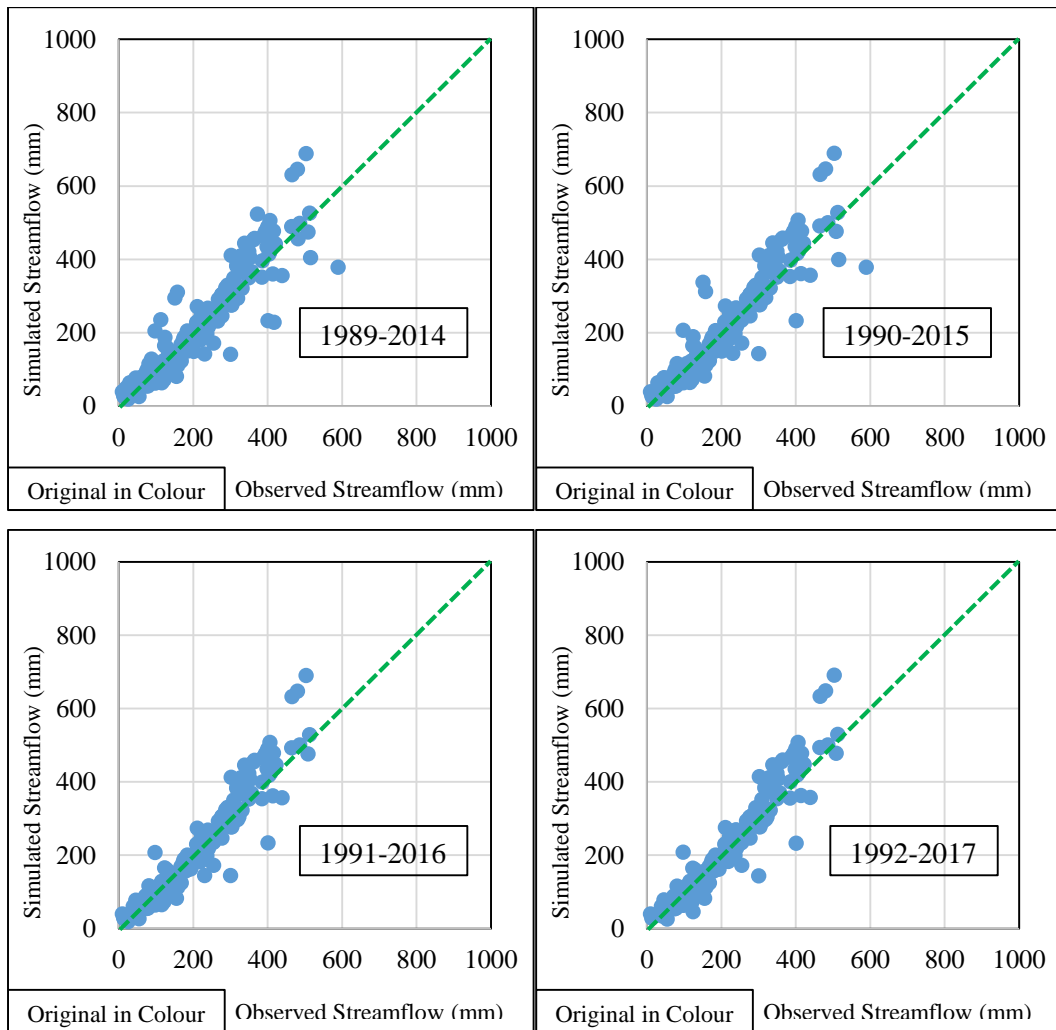 1000
800
600
400
200
0
Simulated Streamflow (mm)
1989-2014
0 200 400 600 800 1000
Original in Colour
Observed Streamflow (mm)
1000
800
600
400
200
0
Simulated Streamflow (mm)
1990-2015
0 200 400 600 800 1000
Original in Colour
Observed Streamflow (mm)
1000
800
600
400
200
0
Simulated Streamflow (mm)
1991-2016
0 200 400 600 800 1000
Original in Colour
Observed Streamflow (mm)
1000
800
600
400
200
0
Simulated Streamflow (mm)
1992-2017
0 200 400 600 800 1000
Original in Colour
Observed Streamflow (mm)